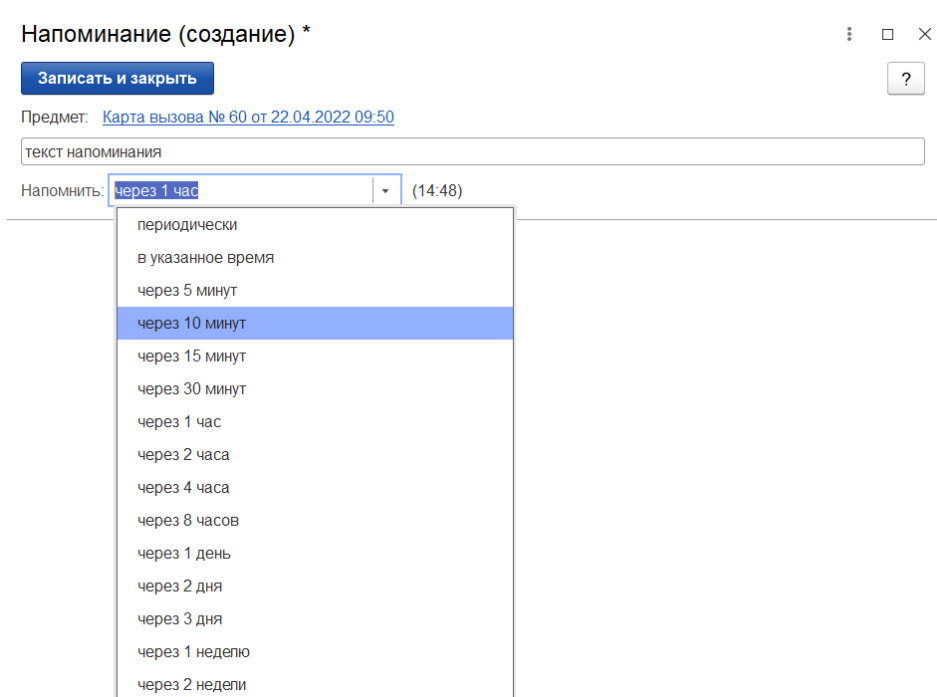 Напоминание (создание) *
Записать и закрыть
?
Предмет: Карта вызова № 60 от 22.04.2022 09:50
текст напоминания
Напомнить: через 1 час (14:48)
периодически
в указанное время
через 5 минут
через 10 минут
через 15 минут
через 30 минут
через 1 час
через 2 часа
через 4 часа
через 8 часов
через 1 день
через 2 дня
через 3 дня
через 1 неделю
через 2 недели